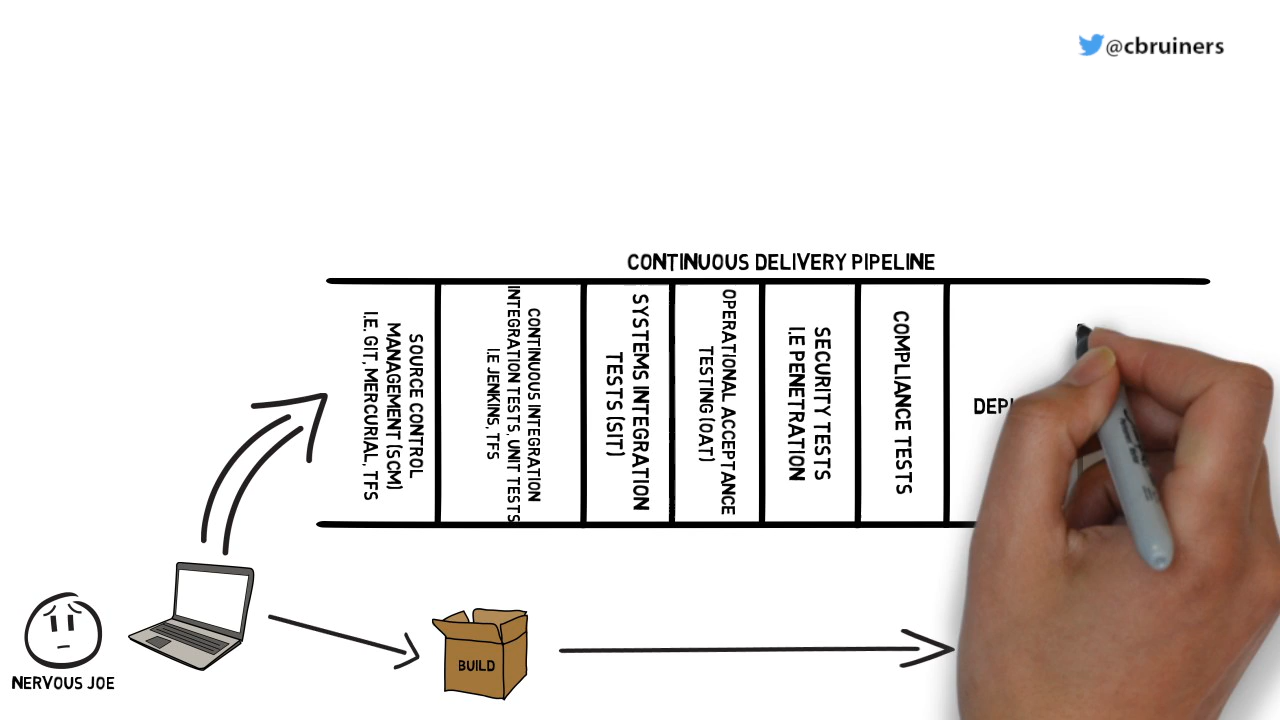 @cbruiners
CONTINUOUS DELIVERY PIPELINE
SOURCE CONTROL
MANAGEMENT (SCM)
I.E. GIT, MERCURIAL, TFS
CONTINUOUS INTEGRATION
INTEGRATION TESTS, UNIT TESTS
I.E JENKINS, TFS
SYSTEMS INTEGRATION
TESTS (SIT)
OPERATIONAL ACCEPTANCE
TESTING (OAT)
SECURITY TESTS
I.E PENETRATION
COMPLIANCE TESTS
BUILD
NERVOUS JOE